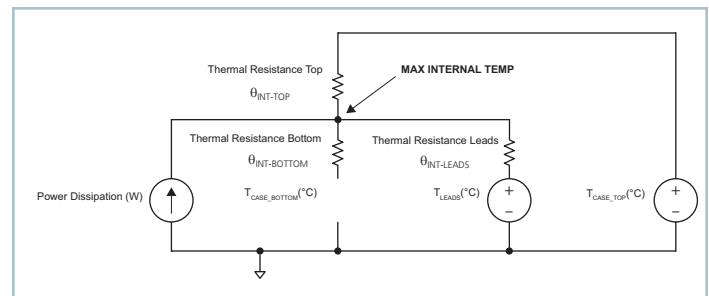 Thermal Resistance Top
MAX INTERNAL TEMP
θINT-TOP
Thermal Resistance Bottom
Thermal Resistance Leads
θINT-BOTTOM
θINT-LEADS
Power Dissipation (W)
TCASE_BOTTOM(°C)
TLEADS(°C)
+
–
TCASE_TOP(°C)
+
–